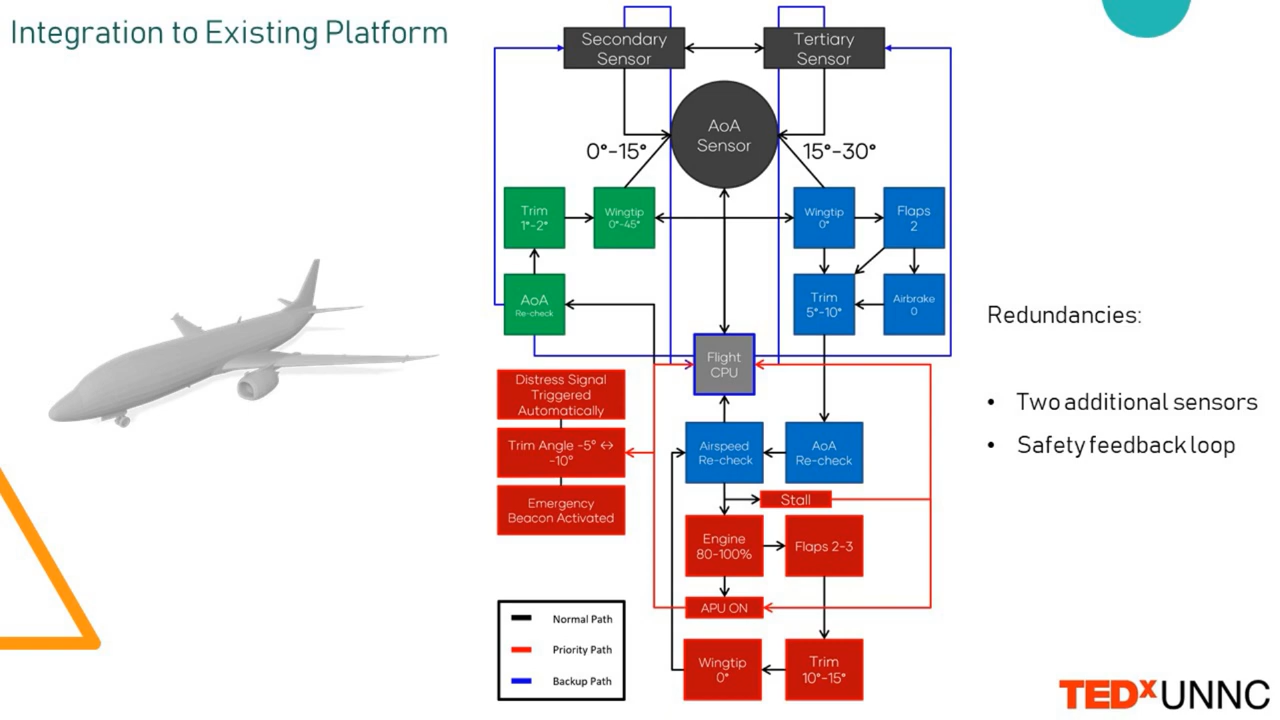 Integration to Existing Platform
Secondary
Sensor
Tertiary
Sensor
AoA
Sensor
0°-15°
15°-30°
Trim
1°-2°
Wingtip
0°-45°
Wingtip
0°
Flaps
2
AoA
Re-check
Trim
5°-10°
Airbrake
0
Flight
CPU
Redundancies:
• Two additional sensors
• Safety feedback loop
Distress Signal
Triggered
Automatically
Trim Angle -5° ↔
-10°
Emergency
Beacon Activated
Airspeed
Re-check
AoA
Re-check
Stall
Engine
80-100%
Flaps 2-3
APU ON
Wingtip
0°
Trim
10°-15°
Normal Path
Priority Path
Backup Path
TEDxUNNC